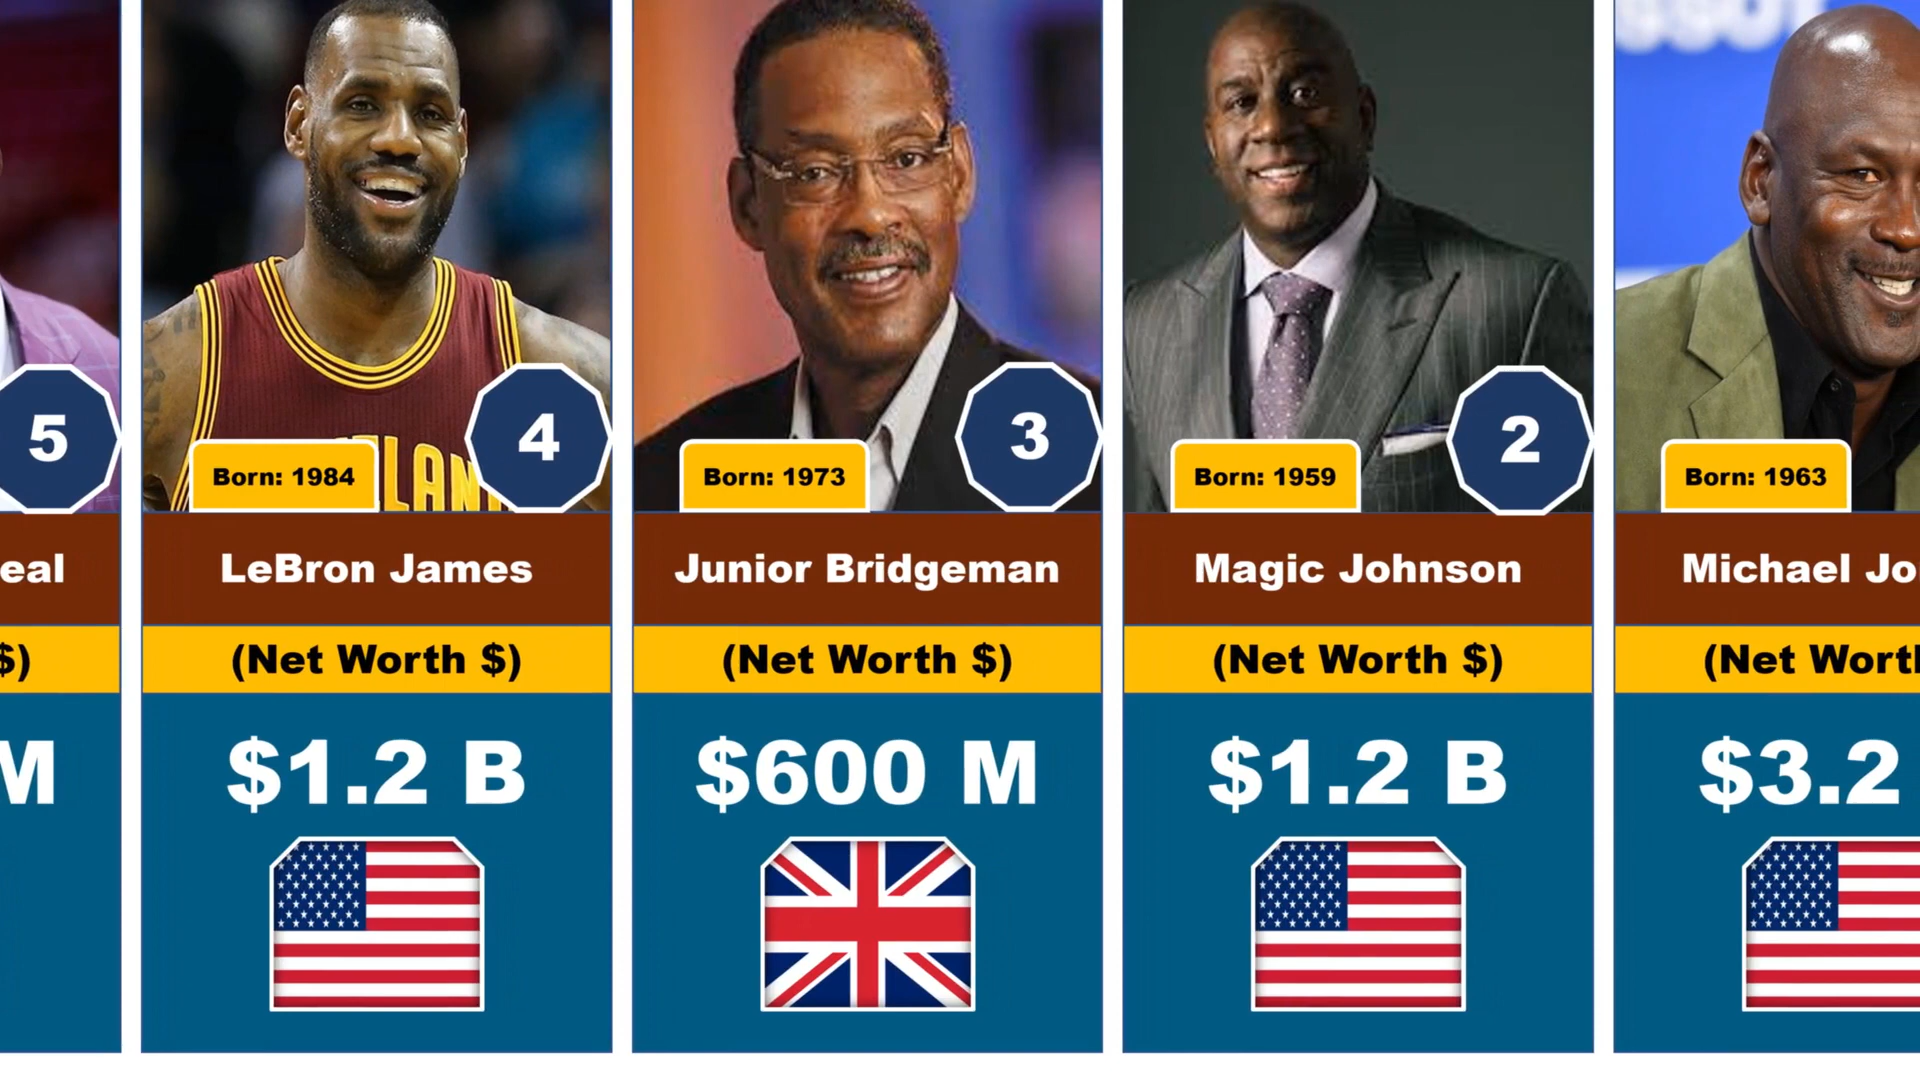 5
eal
$)
M
4
Born: 1984
LeBron James
(Net Worth $)
$1.2 B
3
Born: 1973
Junior Bridgeman
(Net Worth $)
$600 M
2
Born: 1959
Magic Johnson
(Net Worth $)
$1.2 B
Born: 1963
Michael Jo
(Net Wort
$3.2